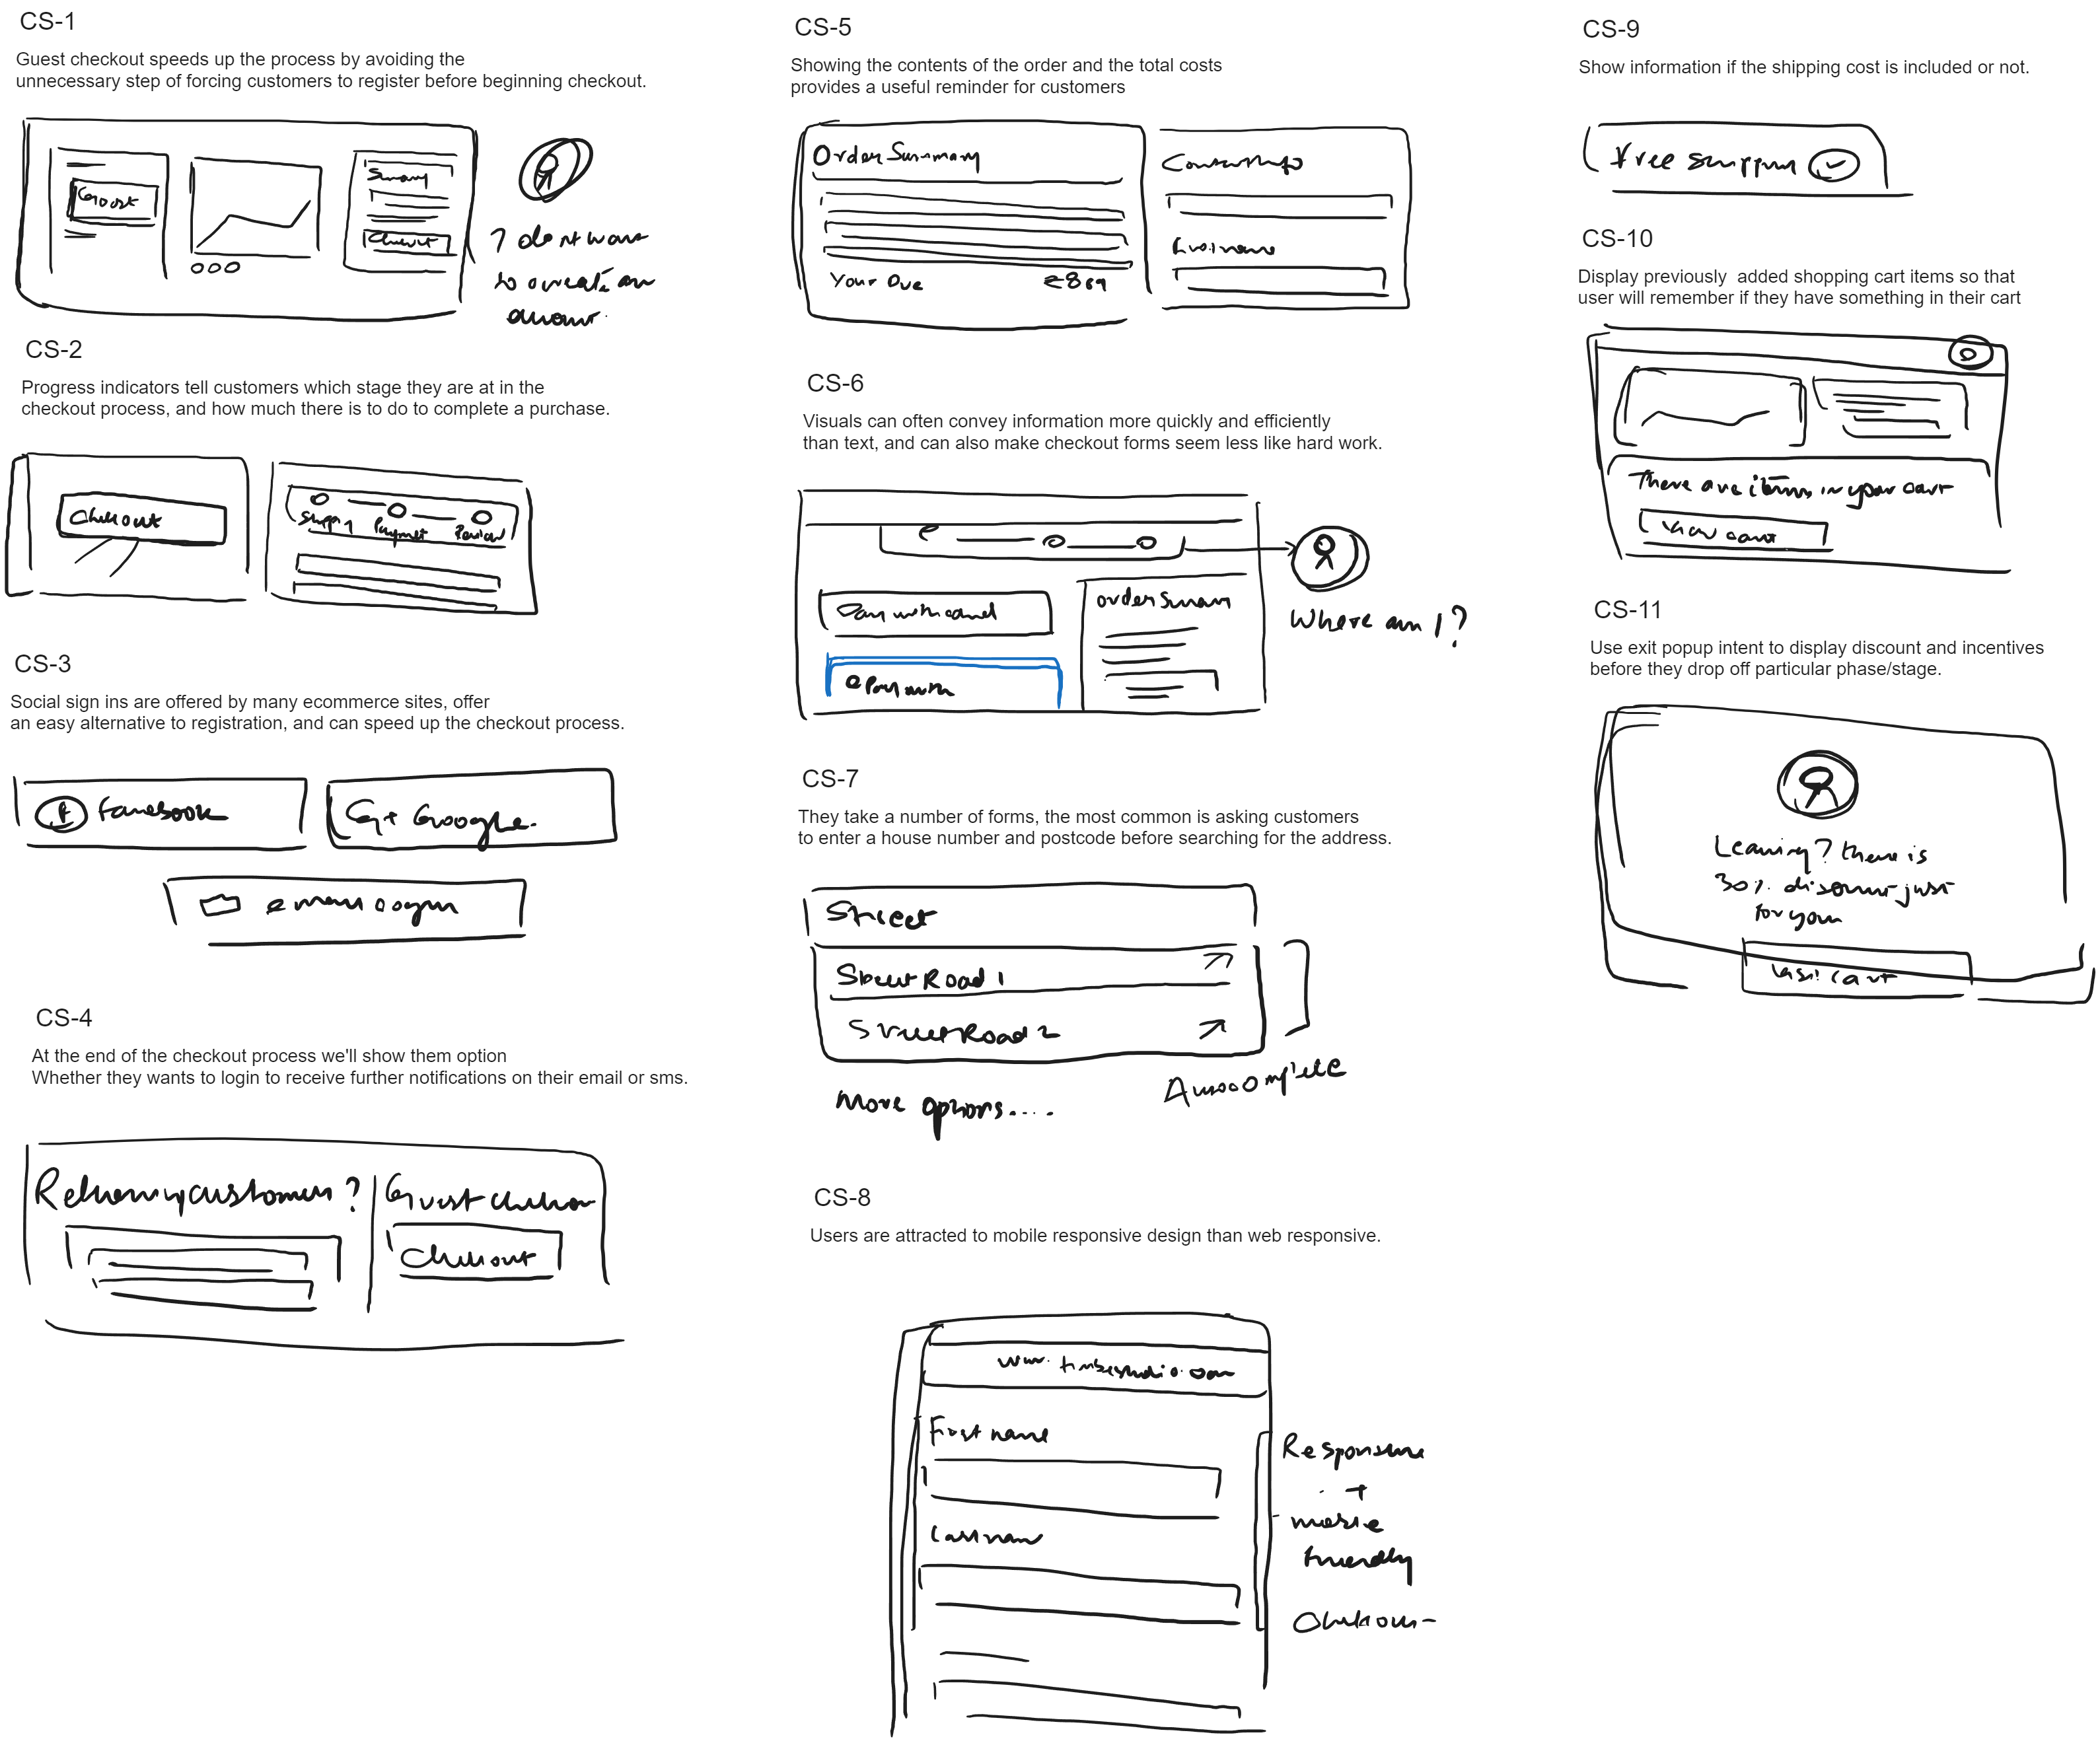 CS-1
Guest checkout speeds up the process by avoiding the
unnecessary step of forcing customers to register before beginning checkout.
Summary
Checkout
I dont want
to create an
account.
CS-2
Progress indicators tell customers which stage they are at in the
checkout process, and how much there is to do to complete a purchase.
Checkout
Shipping Payment Review
CS-3
Social sign ins are offered by many ecommerce sites, offer
an easy alternative to registration, and can speed up the checkout process.
f Facebook
G+ Google.
email
CS-4
At the end of the checkout process we'll show them option
Whether they wants to login to receive further notifications on their email or sms.
Returning customers?
Guest checkout
Checkout
CS-5
Showing the contents of the order and the total costs
provides a useful reminder for customers
Order Summary
Your
869
Contact Info
name
CS-6
Visuals can often convey information more quickly and efficiently
than text, and can also make checkout forms seem less like hard work.
Pay with card
Pay with
Order Summary
Where am I?
CS-7
They take a number of forms, the most common is asking customers
to enter a house number and postcode before searching for the address.
Street
Street Road 1
Street Road 2
More options....
Autocomplete
CS-8
Users are attracted to mobile responsive design than web responsive.
www.
First name
Last name
Responsive
+
mobile
friendly
Checkout
CS-9
Show information if the shipping cost is included or not.
Free shipping
CS-10
Display previously  added shopping cart items so that
user will remember if they have something in their cart
There are items in your cart
View cart
CS-11
Use exit popup intent to display discount and incentives
before they drop off particular phase/stage.
Leaving? there is
30% discount just
for you
cart